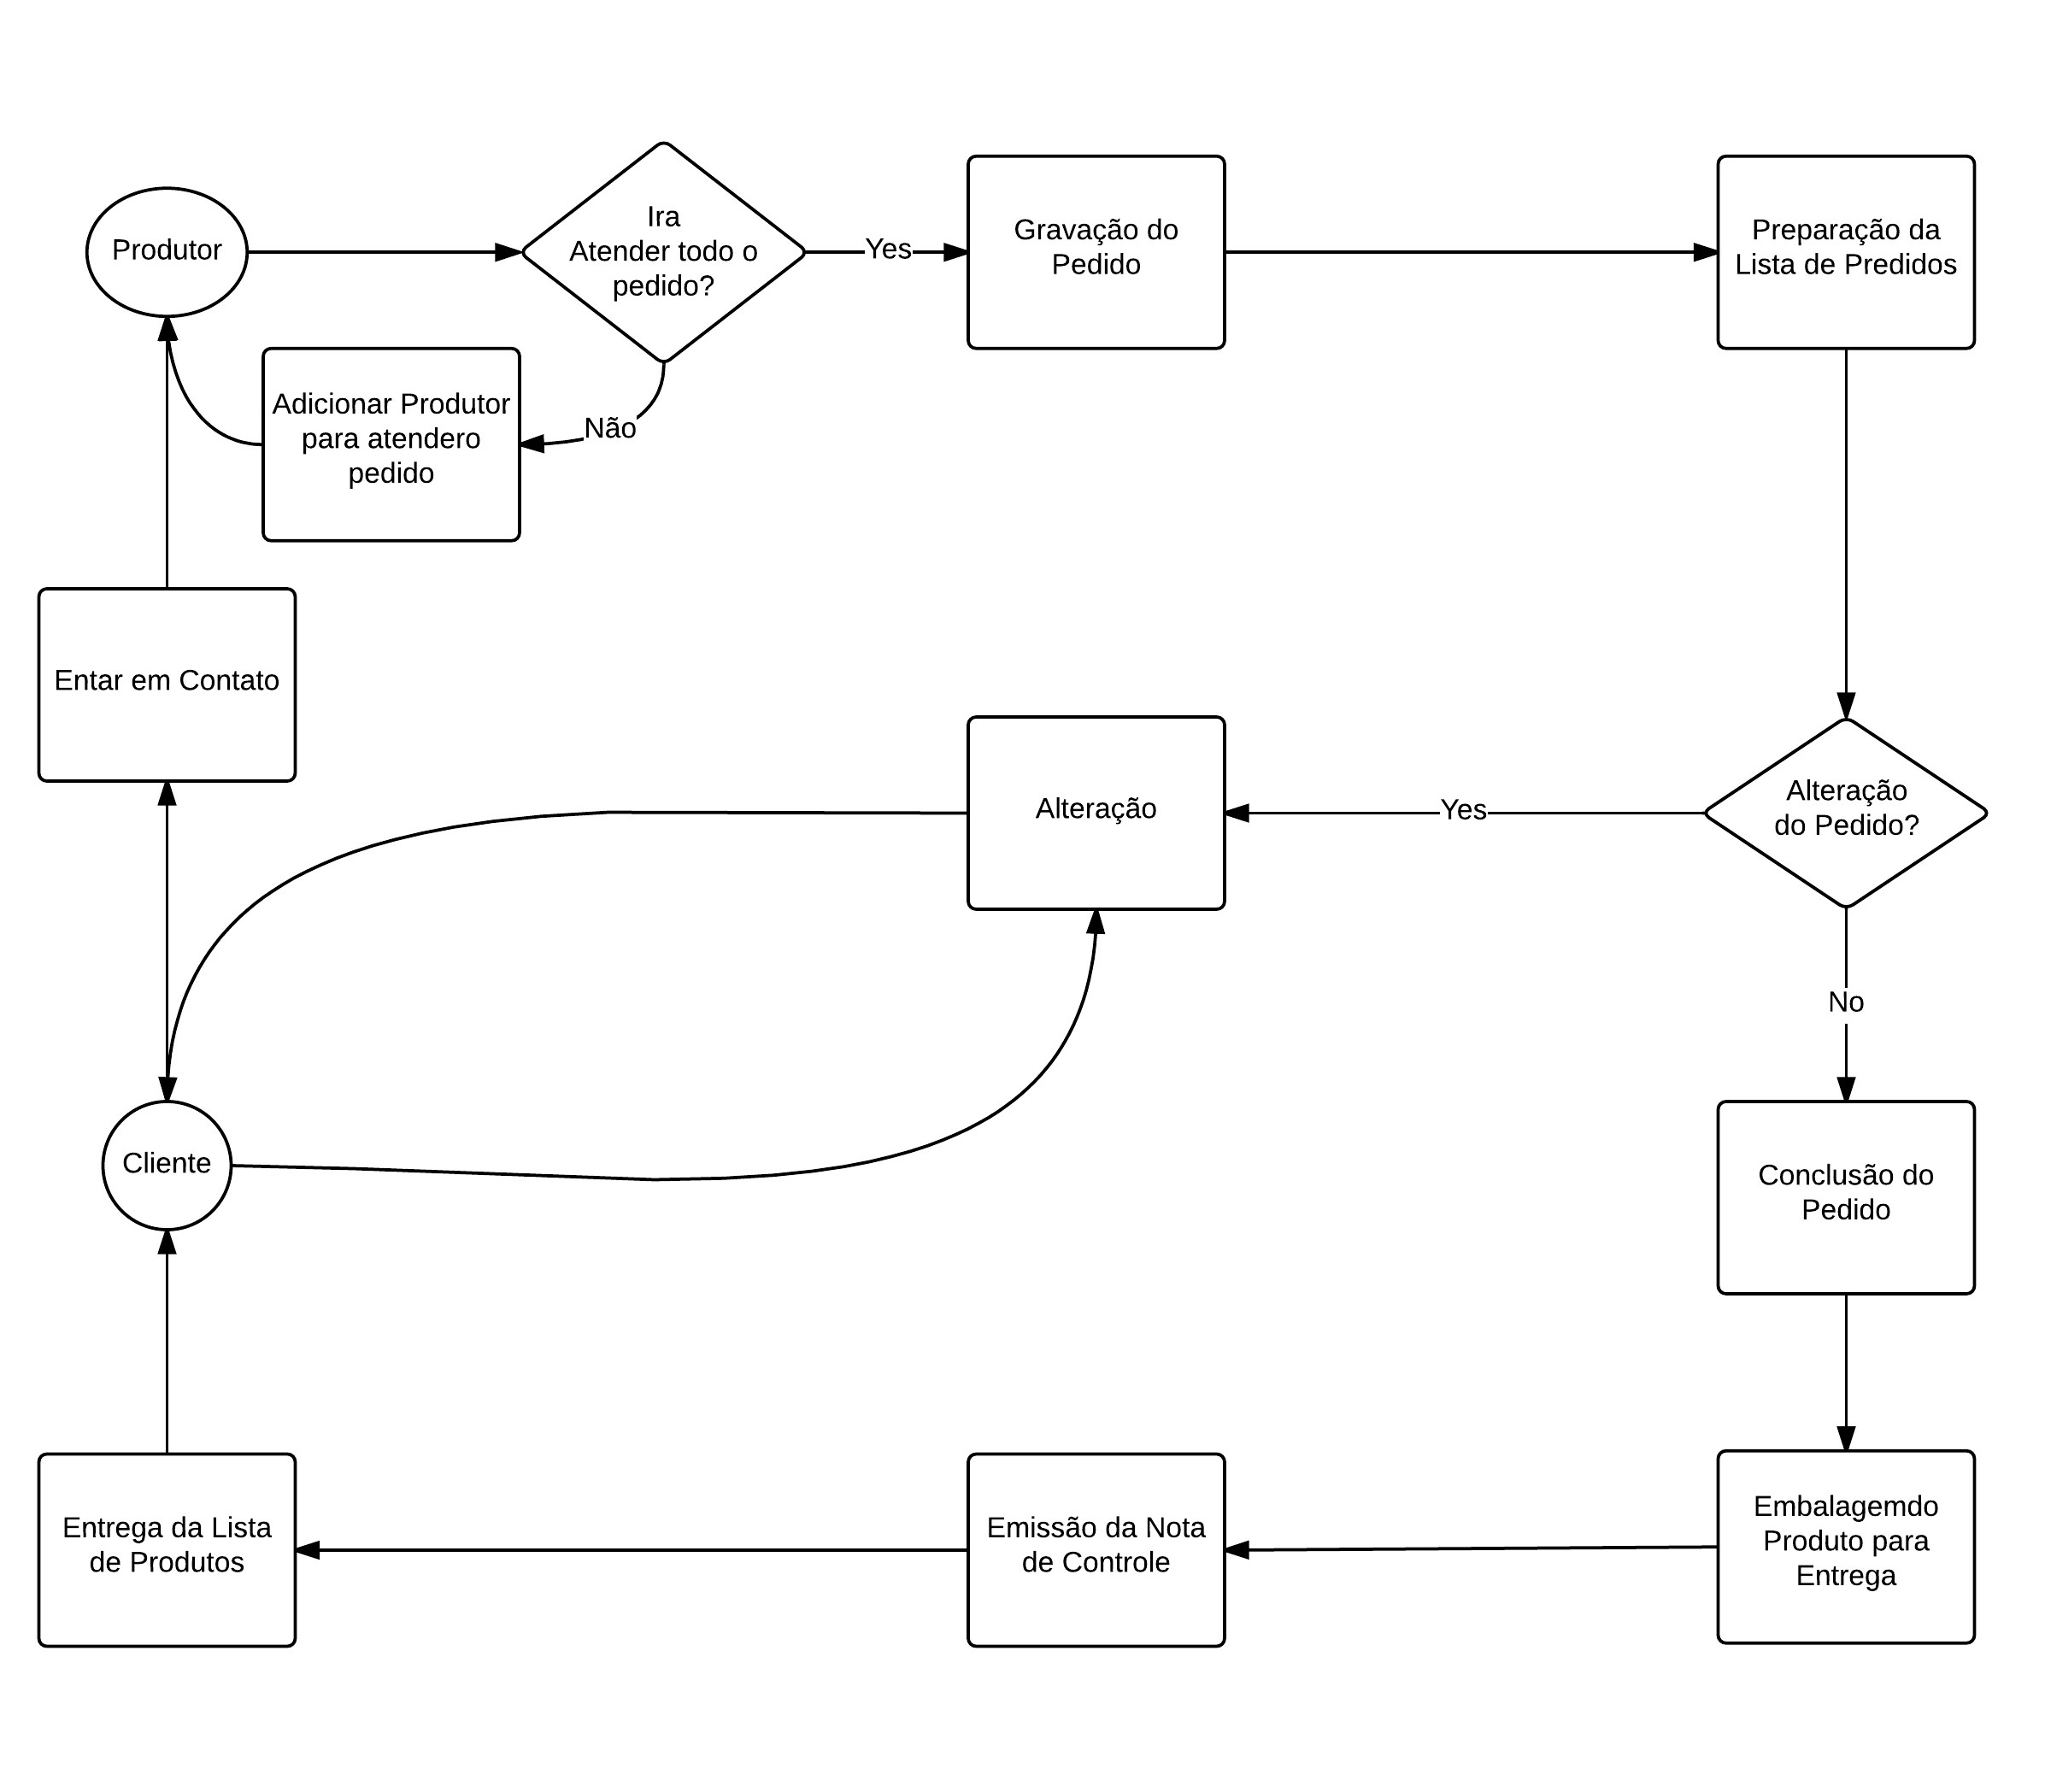 Ira
Atender todo o
pedido?
Produtor
Yes
Gravação do
Pedido
Preparação da
Lista de Predidos
Adicionar Produtor
para atendero
pedido
Não
Entar em Contato
Alteração
Yes
Alteração
do Pedido?
No
Cliente
Conclusão do
Pedido
Entrega da Lista
de Produtos
Emissão da Nota
de Controle
Embalagemdo
Produto para
Entrega